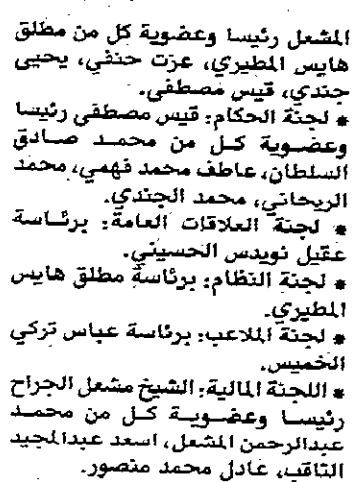 المشعل رئيسا وعضوية كل من مطلق
هايس المطيري، عزت حنفي، يحيى
جندي، قيس مصطفى.
* لجنة الحكام: قيس مصطفى رئيسا
وعضوية كل من محمد صادق
السلطان، عاطف محمد فهمي، محمد
الريحاني، محمد الجندي.
* لجنة العلاقات العامة: برئاسة
عقيل نويدس الحسيني.
* لجنة النظام: برئاسة مطلق هايس
المطيري.
* لجنة الملاعب: برئاسة عباس تركي
الخميس.
* اللجنة المالية: الشيخ مشعل الجراح
رئيسا وعضوية كل من محمد
عبدالرحمن المشعل، اسعد عبدالمجيد
الثاقب، عادل محمد منصور.